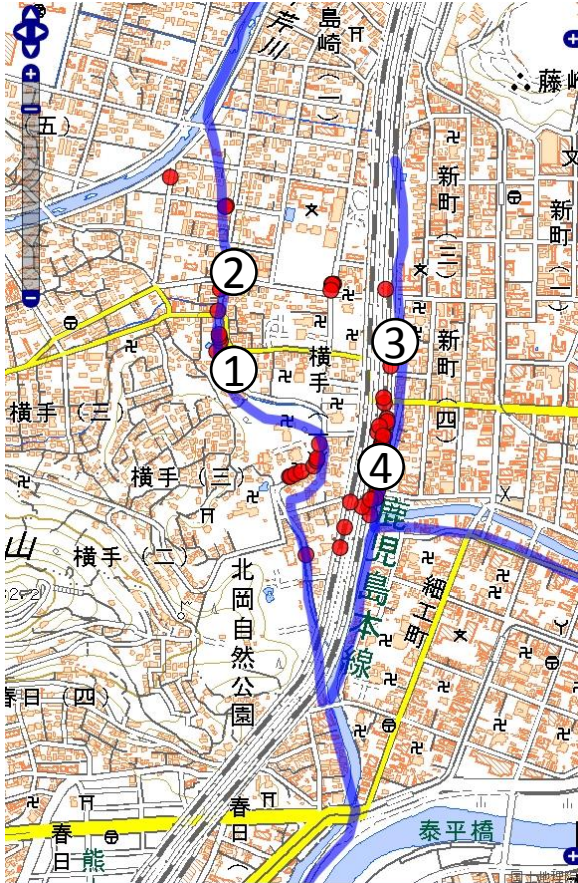 島崎(二)
芹川
藤崎
(五)
新町(三)
新町(二)
②
横手
①
③
新町(四)
横手(三)
④
横手(三)
横手(二)
山
北岡自然公園
鹿児島本線
細工町
春日(四)
春日
熊
春日
泰平橋
国土地理院